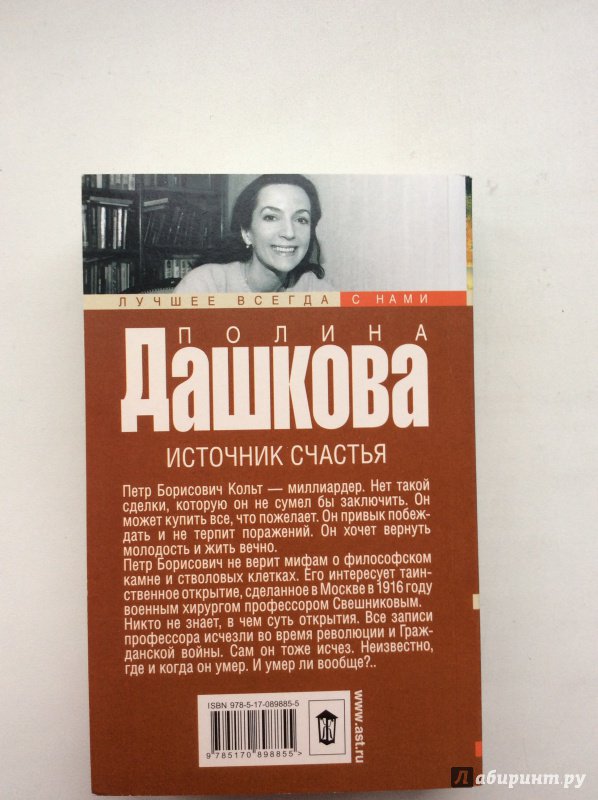 ЛУЧШЕЕ ВСЕГДА С НАМИ
ПОЛИНА
Дашкова
ИСТОЧНИК СЧАСТЬЯ
Петр Борисович Кольт — миллиардер. Нет такой
сделки, которую он не сумел бы заключить. Он
может купить все, что пожелает. Он привык побеж-
дать и не терпит поражений. Он хочет вернуть
молодость и жить вечно.
Петр Борисович не верит мифам о философском
камне и стволовых клетках. Его интересует таин-
ственное открытие, сделанное в Москве в 1916 году
военным хирургом профессором Свешниковым.
Никто не знает, в чем суть открытия. Все записи
профессора исчезли во время революции и Граж-
данской войны. Сам он тоже исчез. Неизвестно,
где и когда он умер. И умер ли вообще?..
ISBN 978-5-17-089885-5
9 785170 898855 >
www.ast.ru
Лабиринт.ру